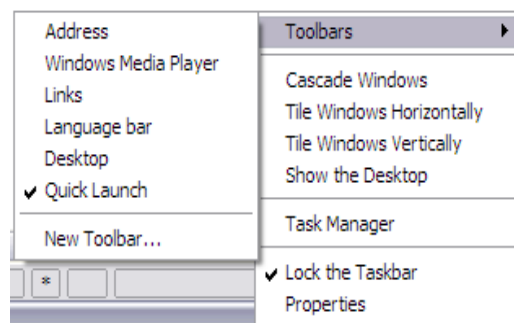 Address
Windows Media Player
Links
Language bar
Desktop
Quick Launch
New Toolbar...
Toolbars
Cascade Windows
Tile Windows Horizontally
Tile Windows Vertically
Show the Desktop
Task Manager
Lock the Taskbar
Properties
*